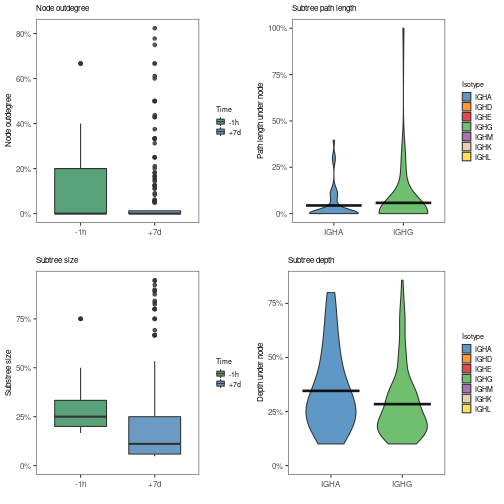 Node outdegree
Node outdegree
80%
60%
40%
20%
0%
-1h
+7d
Time
-1h
+7d
Subtree path length
Path length under node
100%
75%
50%
25%
0%
IGHA
IGHG
Isotype
IGHA
IGHD
IGHE
IGHG
IGHM
IGHK
IGHL
Subtree size
Substree size
75%
50%
25%
0%
-1h
+7d
Time
-1h
+7d
Subtree depth
Depth under node
75%
50%
25%
0%
IGHA
IGHG
Isotype
IGHA
IGHD
IGHE
IGHG
IGHM
IGHK
IGHL